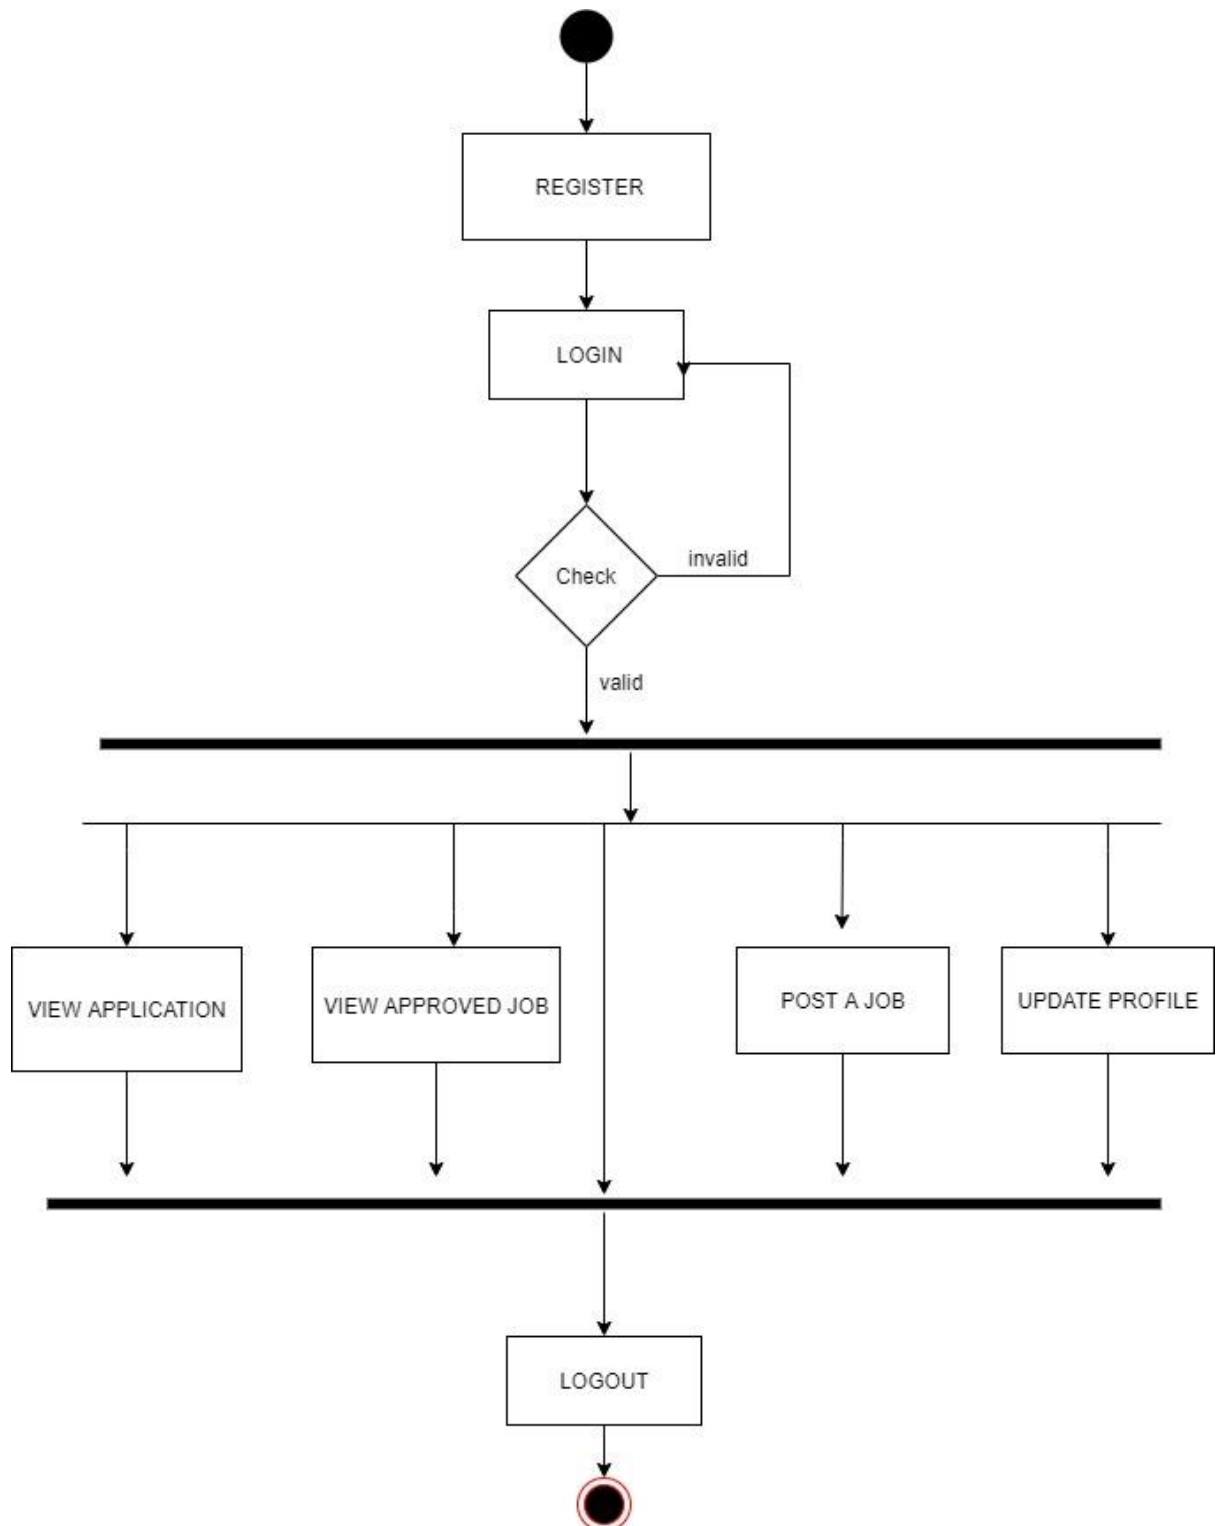 REGISTER
LOGIN
Check
invalid
valid
VIEW APPLICATION
VIEW APPROVED JOB
POST A JOB
UPDATE PROFILE
LOGOUT